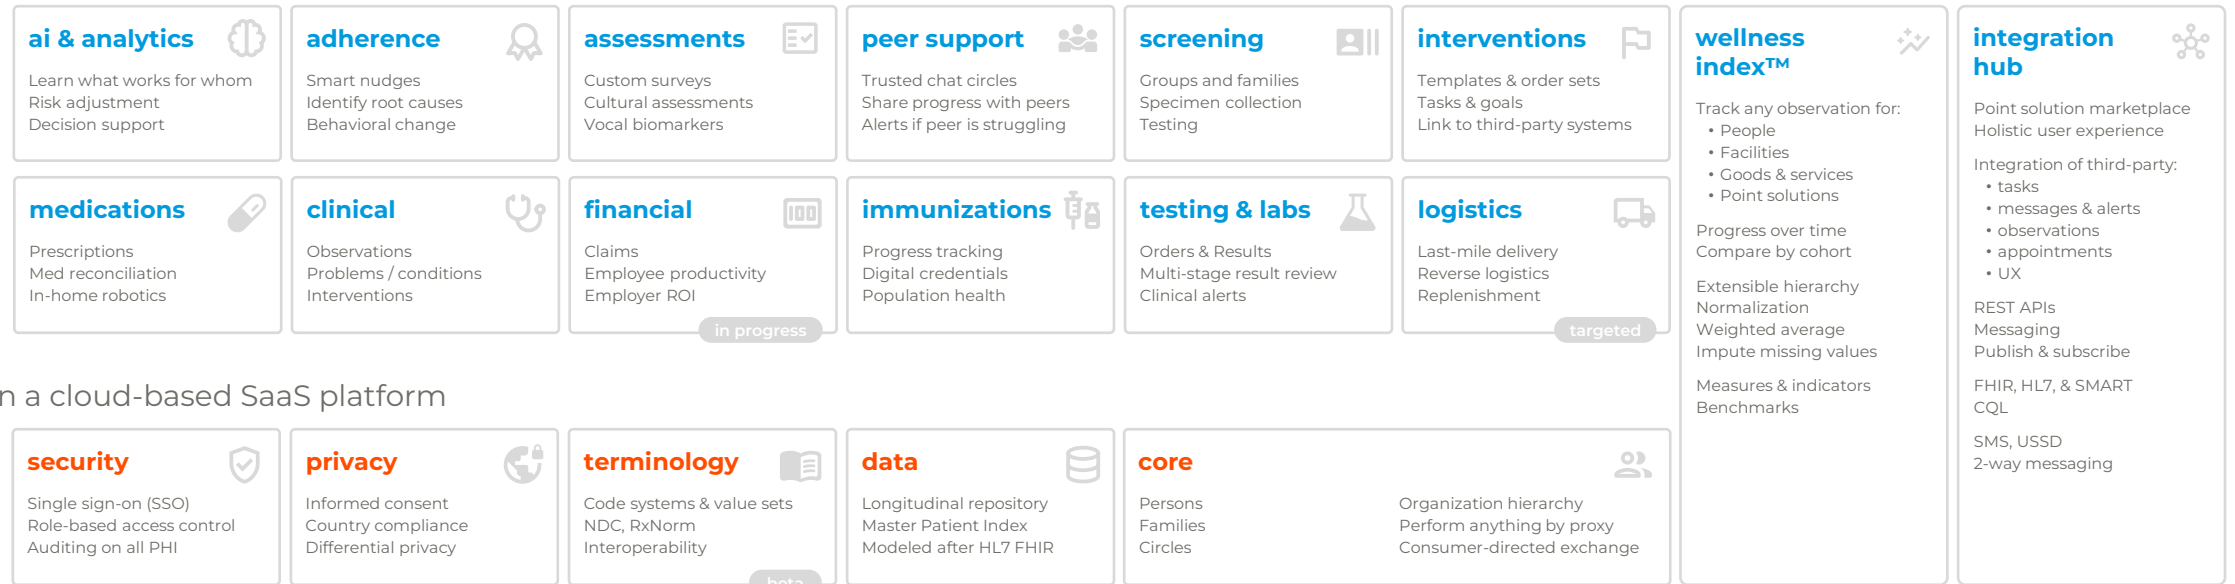 ai & analytics
Learn what works for whom
Risk adjustment
Decision support
adherence
Smart nudges
Identify root causes
Behavioral change
assessments
Custom surveys
Cultural assessments
Vocal biomarkers
peer support
Trusted chat circles
Share progress with peers
Alerts if peer is struggling
screening
Groups and families
Specimen collection
Testing
interventions
Templates & order sets
Tasks & goals
Link to third-party systems
medications
Prescriptions
Med reconciliation
In-home robotics
clinical
Observations
Problems / conditions
Interventions
financial
Claims
Employee productivity
Employer ROI
in progress
immunizations
Progress tracking
Digital credentials
Population health
testing & labs
Orders & Results
Multi-stage result review
Clinical alerts
logistics
Last-mile delivery
Reverse logistics
Replenishment
targeted
wellness
index™
Track any observation for:
• People
• Facilities
• Goods & services
• Point solutions
Progress over time
Compare by cohort
Extensible hierarchy
Normalization
Weighted average
Impute missing values
Measures & indicators
Benchmarks
integration
hub
Point solution marketplace
Holistic user experience
Integration of third-party:
• tasks
• messages & alerts
• observations
• appointments
• UX
REST APIs
Messaging
Publish & subscribe
FHIR, HL7, & SMART
CQL
SMS, USSD
2-way messaging
n a cloud-based SaaS platform
security
Single sign-on (SSO)
Role-based access control
Auditing on all PHI
privacy
Informed consent
Country compliance
Differential privacy
terminology
Code systems & value sets
NDC, RxNorm
Interoperability
beta
data
Longitudinal repository
Master Patient Index
Modeled after HL7 FHIR
core
Persons
Families
Circles
Organization hierarchy
Perform anything by proxy
Consumer-directed exchange